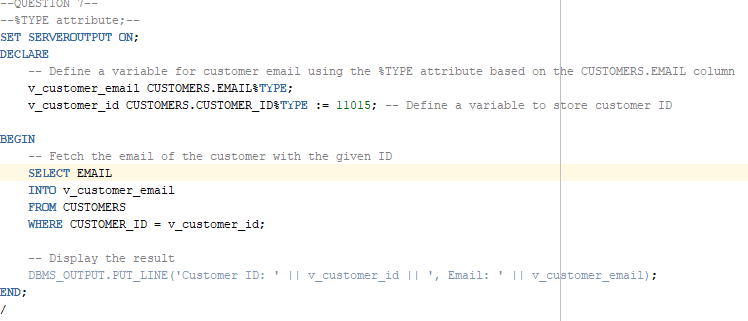 --QUESTION 7--
--%TYPE attribute;--
SET SERVEROUTPUT ON;
DECLARE
    -- Define a variable for customer email using the %TYPE attribute based on the CUSTOMERS.EMAIL column
    v_customer_email CUSTOMERS.EMAIL%TYPE;
    v_customer_id CUSTOMERS.CUSTOMER_ID%TYPE := 11015; -- Define a variable to store customer ID
BEGIN
    -- Fetch the email of the customer with the given ID
    SELECT EMAIL
    INTO v_customer_email
    FROM CUSTOMERS
    WHERE CUSTOMER_ID = v_customer_id;
    -- Display the result
    DBMS_OUTPUT.PUT_LINE('Customer ID: ' || v_customer_id || ', Email: ' || v_customer_email);
END;
/